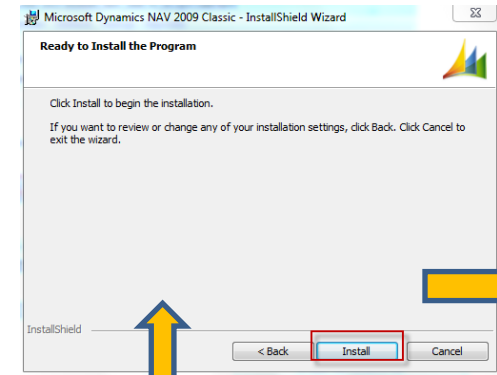 Microsoft Dynamics NAV 2009 Classic - InstallShield Wizard
Ready to Install the Program
Click Install to begin the installation.
If you want to review or change any of your installation settings, click Back. Click Cancel to
exit the wizard.
InstallShield
< Back Install Cancel